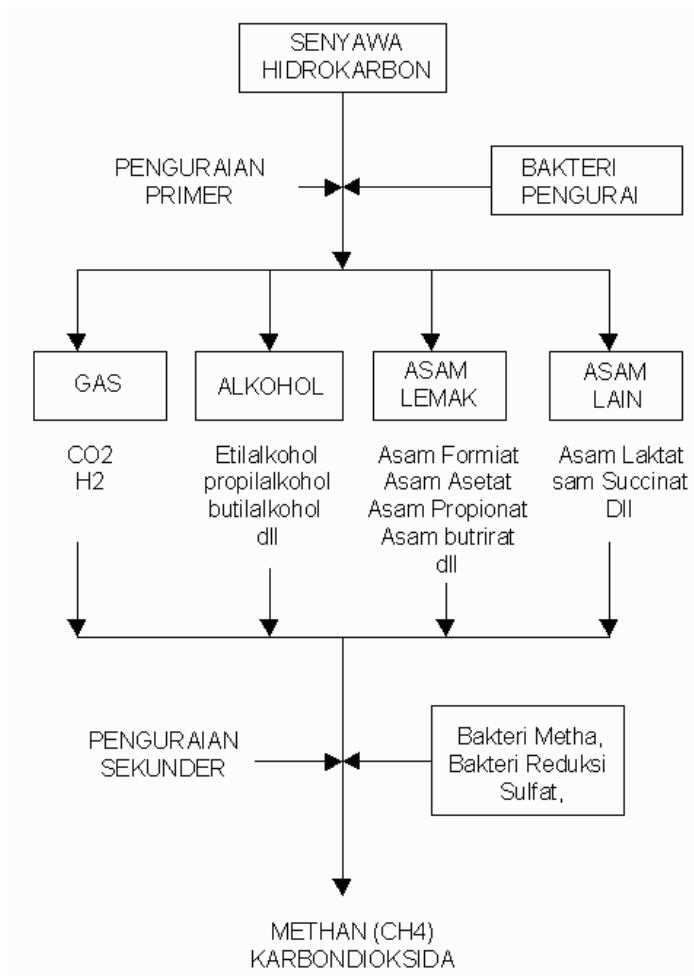 SENYAWA
HIDROKARBON
PENGURAIAN
PRIMER
BAKTERI
PENGURAI
GAS
ALKOHOL
ASAM
LEMAK
ASAM
LAIN
CO2
H2
Etilalkohol
propilalkohol
butilalkohol
dll
Asam Formiat
Asam Asetat
Asam Propionat
Asam butrirat
dll
Asam Laktat
sam Succinat
Dll
PENGURAIAN
SEKUNDER
Bakteri Metha,
Bakteri Reduksi
Sulfat,
METHAN (CH4)
KARBONDIOKSIDA